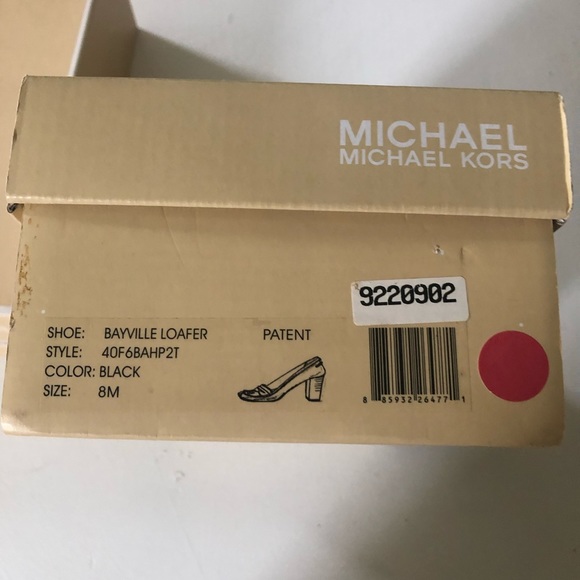 MICHAEL
MICHAEL KORS
9220902
SHOE: BAYVILLE LOAFER PATENT
STYLE: 40F6BAHP2T
COLOR: BLACK
SIZE: 8M
8 85932 26477 1